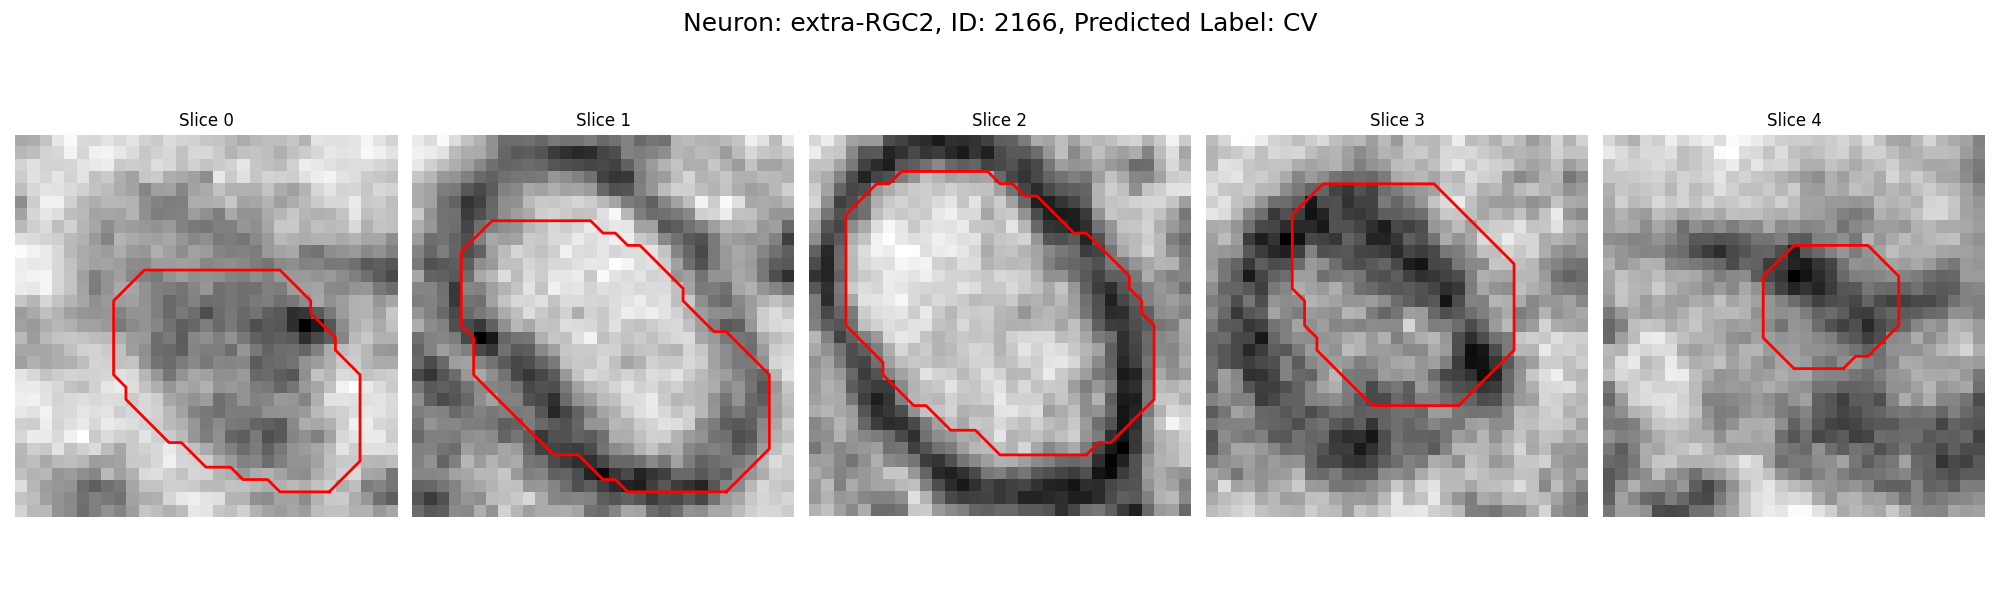 Neuron: extra-RGC2, ID: 2166, Predicted Label: CV
Slice 0
Slice 1
Slice 2
Slice 3
Slice 4